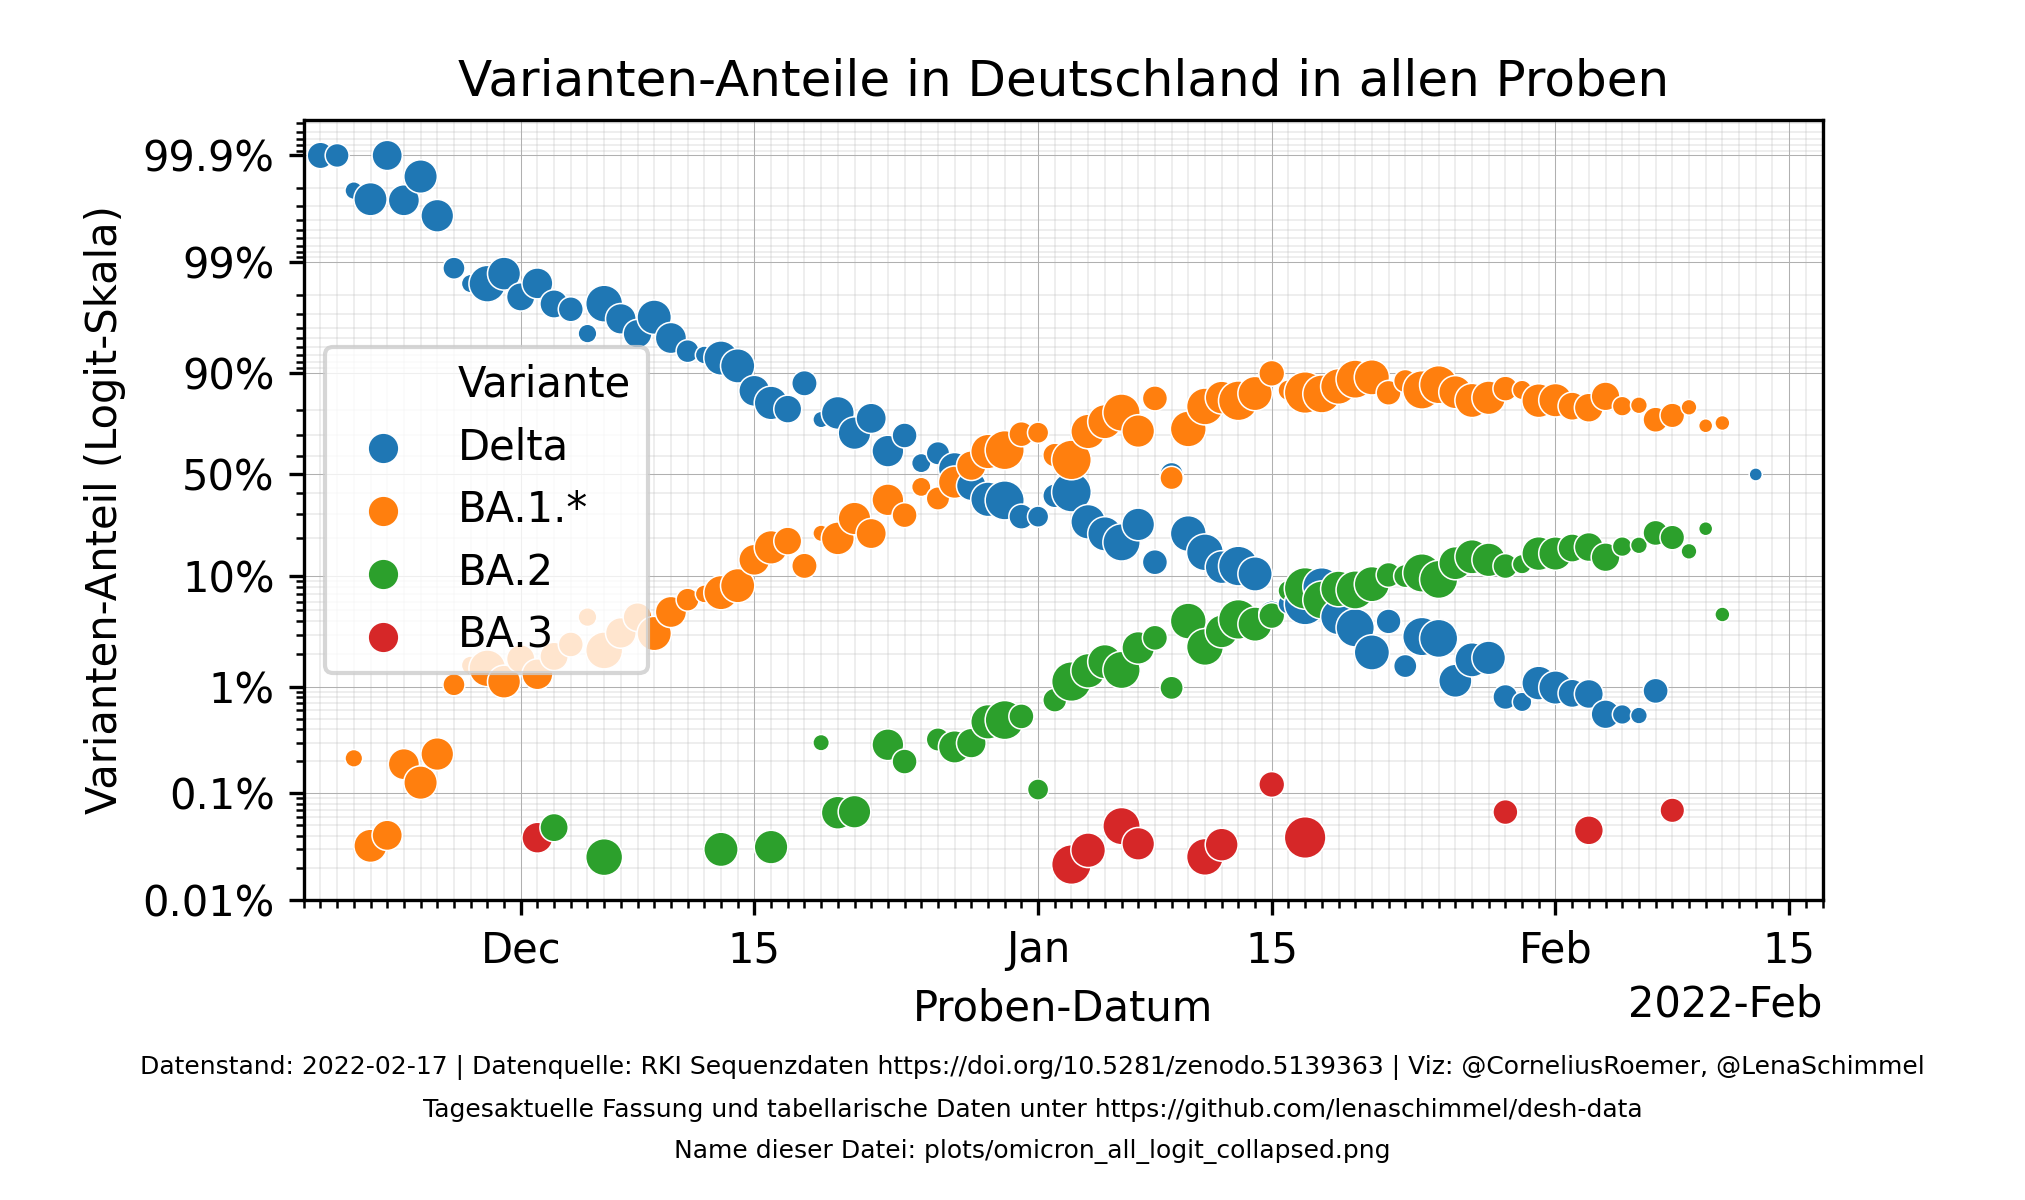 Varianten-Anteile in Deutschland in allen Proben
Varianten-Anteil (Logit-Skala)
99.9%
99%
90%
50%
10%
1%
0.1%
0.01%
Variante
Delta
BA.1.*
BA.2
BA.3
Dec
15
Jan
15
Feb
15
Proben-Datum
2022-Feb
Datenstand: 2022-02-17 | Datenquelle: RKI Sequenzdaten https://doi.org/10.5281/zenodo.5139363 | Viz: @CorneliusRoemer, @LenaSchimmel
Tagesaktuelle Fassung und tabellarische Daten unter https://github.com/lenaschimmel/desh-data
Name dieser Datei: plots/omicron_all_logit_collapsed.png